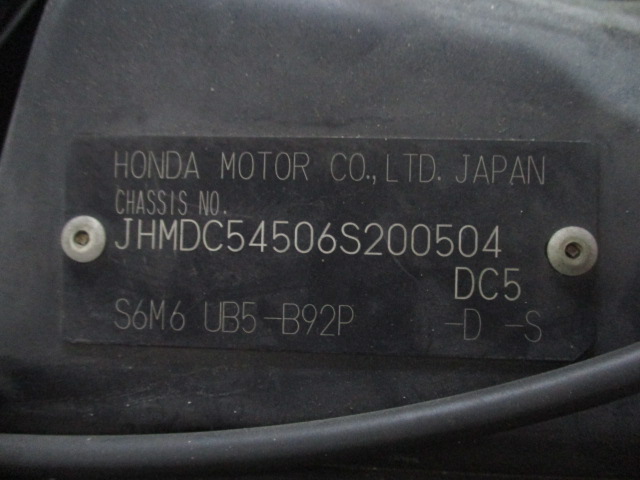 HONDA MOTOR CO.,LTD. JAPAN
CHASSIS NO.
JHMDC54506S200504
DC5
S6M6 UB5-B92P -D -S